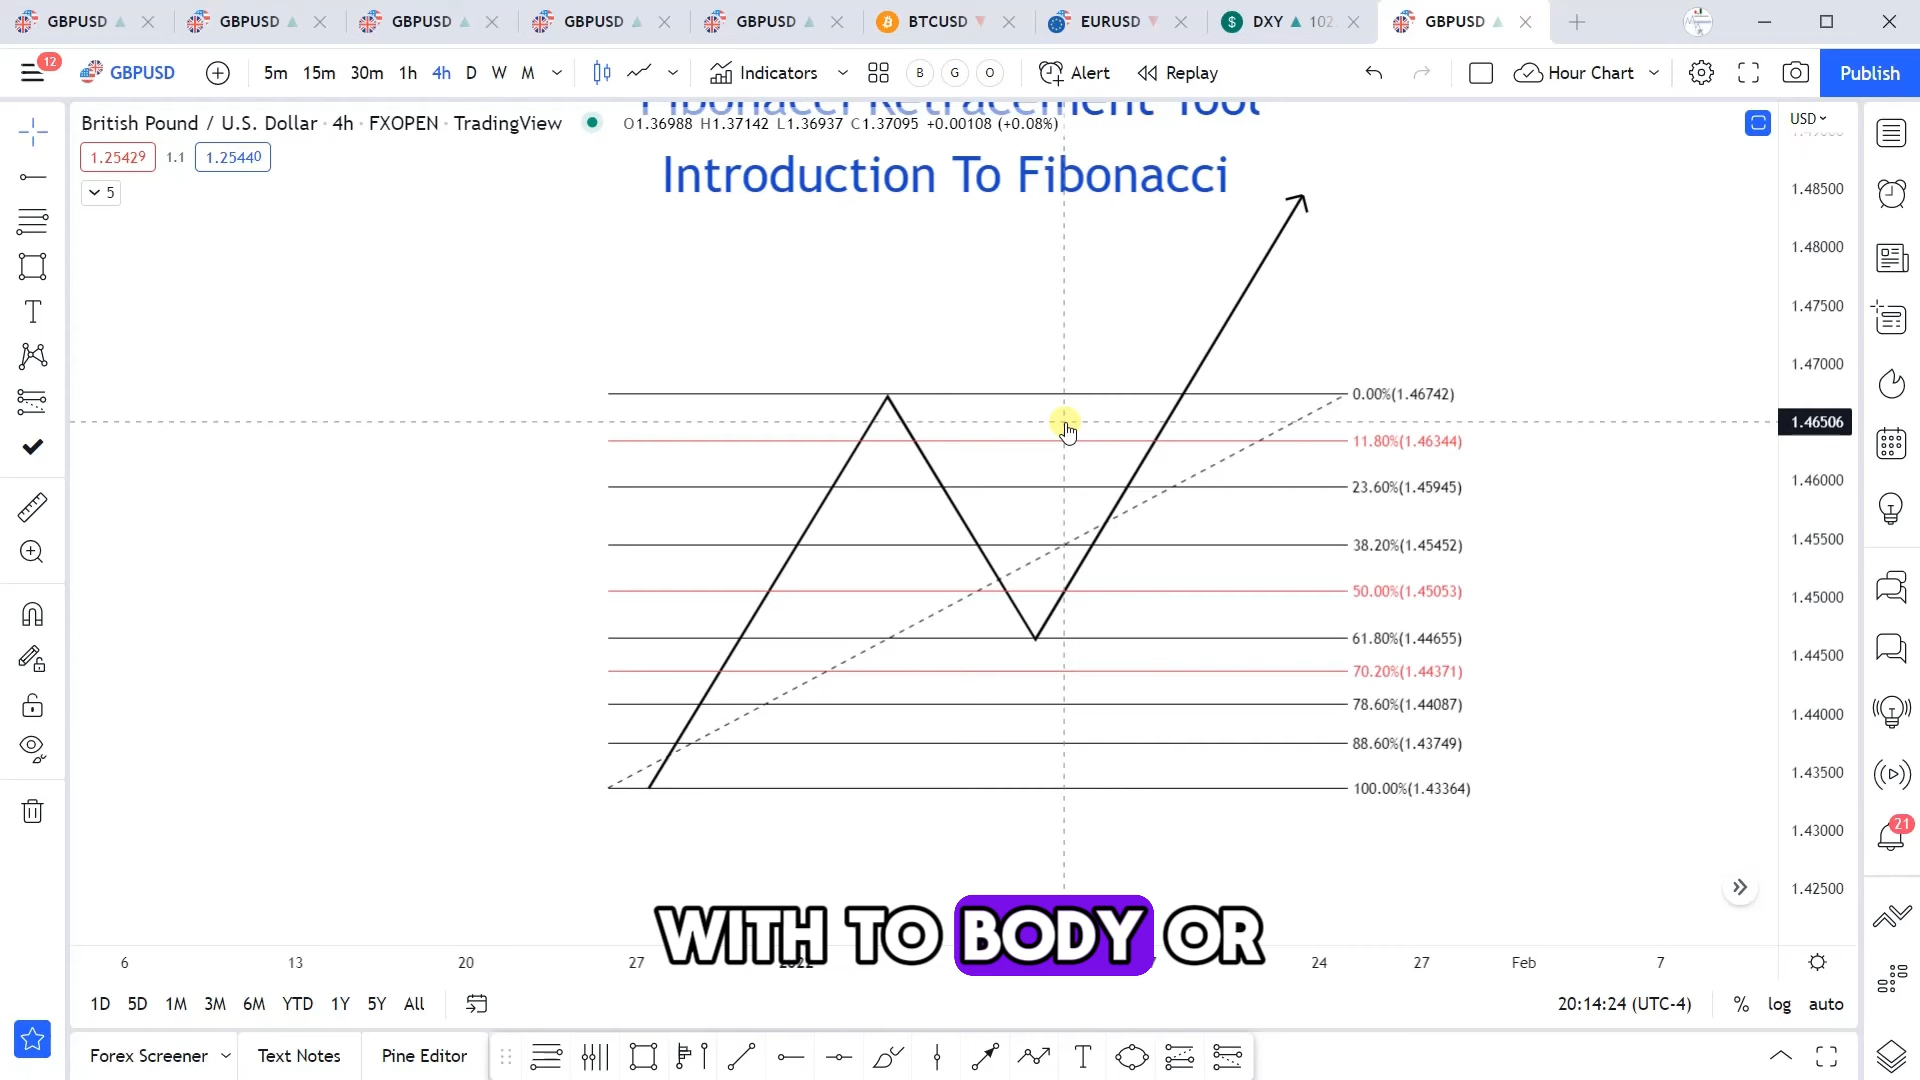 GBPUSD GBPUSD GBPUSD GBPUSD GBPUSD BTCUSD EURUSD DXY 102 GBPUSD
12 GBPUSD 5m 15m 30m 1h 4h D W M Indicators B G O Alert Replay Hour Chart Publish
Fibonacci Retracement Tool
British Pound / U.S. Dollar · 4h · FXOPEN · TradingView O1.36988 H1.37142 L1.36937 C1.37095 +0.00108 (+0.08%) USD
1.25429 1.1 1.25440
Introduction To Fibonacci
5
1.48500
1.48000
1.47500
1.47000
0.00%(1.46742)
1.46506
11.80%(1.46344)
1.46000
23.60%(1.45945)
1.45500
38.20%(1.45452)
50.00%(1.45053)
1.45000
61.80%(1.44655)
1.44500
70.20%(1.44371)
78.60%(1.44087)
1.44000
88.60%(1.43749)
1.43500
100.00%(1.43364)
21
1.43000
1.42500
WITH TO BODY OR
6 13 20 27 2022 24 27 Feb 7
1D 5D 1M 3M 6M YTD 1Y 5Y All 20:14:24 (UTC-4) % log auto
Forex Screener Text Notes Pine Editor